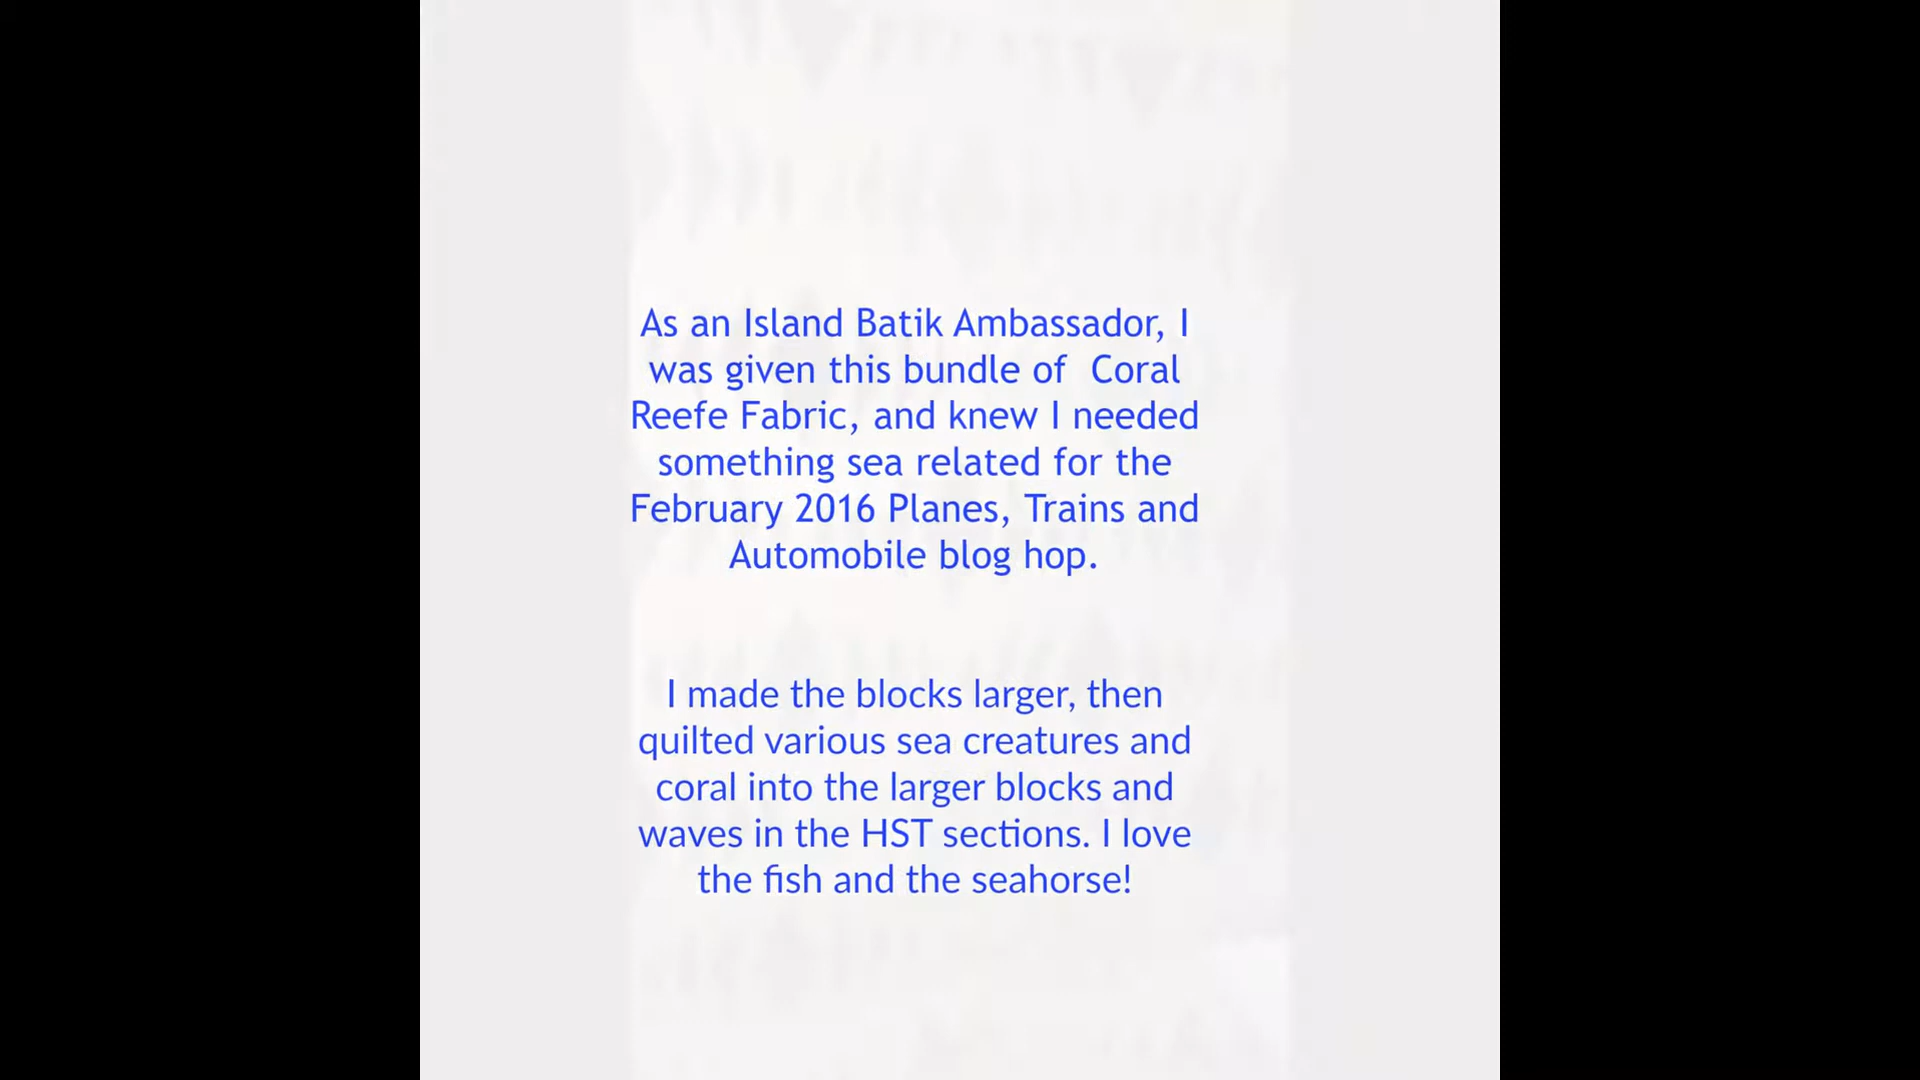 As an Island Batik Ambassador, I
was given this bundle of  Coral
Reefe Fabric, and knew I needed
something sea related for the
February 2016 Planes, Trains and
Automobile blog hop.
I made the blocks larger, then
quilted various sea creatures and
coral into the larger blocks and
waves in the HST sections. I love
the fish and the seahorse!